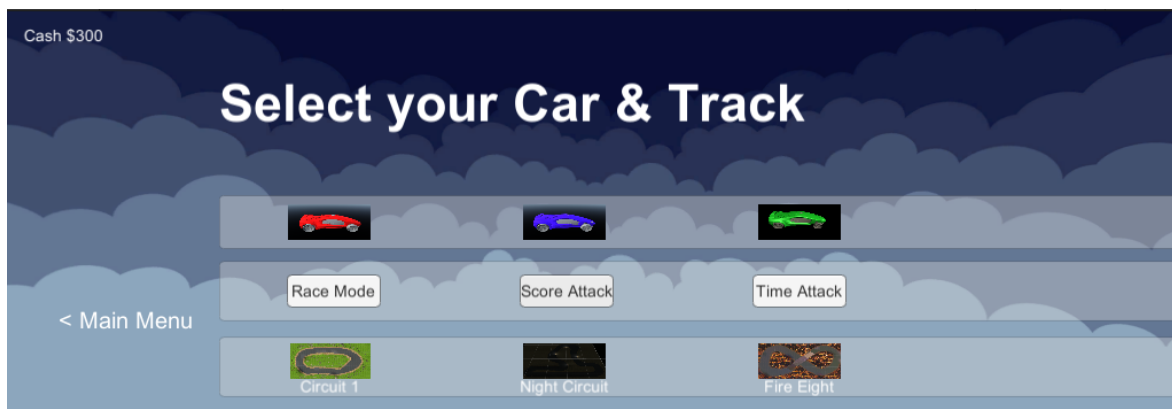 Cash $300
Select your Car & Track
Race Mode
Score Attack
Time Attack
< Main Menu
Circuit 1
Night Circuit
Fire Eight